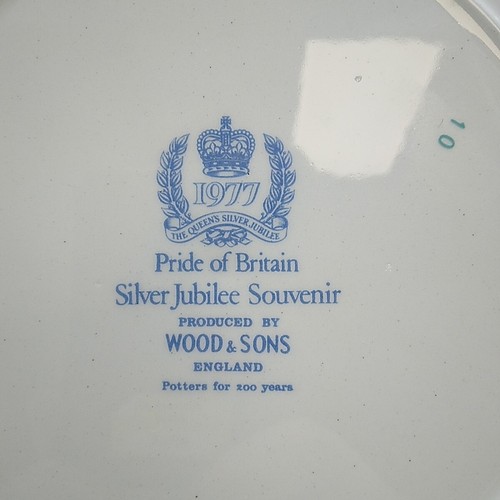 1977
THE QUEEN'S SILVER JUBILEE
Pride of Britain
Silver Jubilee Souvenir
PRODUCED BY
WOOD & SONS
ENGLAND
Potters for 200 years
10